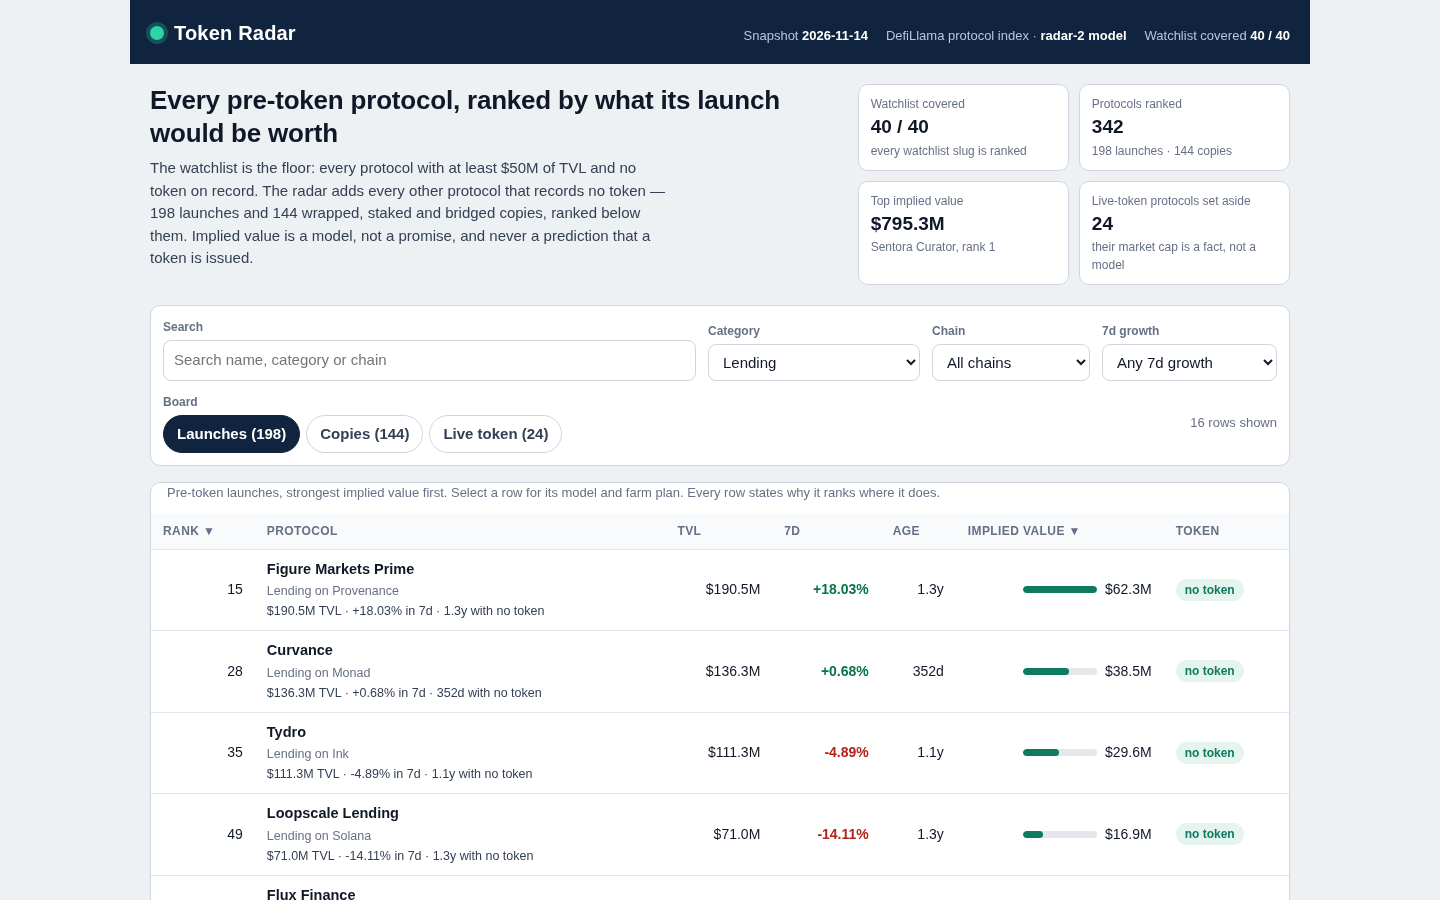 Token Radar
Snapshot 2026-11-14 DefiLlama protocol index · radar-2 model Watchlist covered 40 / 40
Every pre-token protocol, ranked by what its launch
would be worth
The watchlist is the floor: every protocol with at least $50M of TVL and no
token on record. The radar adds every other protocol that records no token —
198 launches and 144 wrapped, staked and bridged copies, ranked below
them. Implied value is a model, not a promise, and never a prediction that a
token is issued.
Watchlist covered
40 / 40
every watchlist slug is ranked
Protocols ranked
342
198 launches · 144 copies
Top implied value
$795.3M
Sentora Curator, rank 1
Live-token protocols set aside
24
their market cap is a fact, not a
model
Search
Search name, category or chain
Category
Lending
Chain
All chains
7d growth
Any 7d growth
Board
Launches (198) Copies (144) Live token (24)
16 rows shown
Pre-token launches, strongest implied value first. Select a row for its model and farm plan. Every row states why it ranks where it does.
RANK ▼ PROTOCOL TVL 7D AGE IMPLIED VALUE ▼ TOKEN
Figure Markets Prime
Lending on Provenance
$190.5M TVL · +18.03% in 7d · 1.3y with no token
15 $190.5M +18.03% 1.3y $62.3M no token
Curvance
Lending on Monad
$136.3M TVL · +0.68% in 7d · 352d with no token
28 $136.3M +0.68% 352d $38.5M no token
Tydro
Lending on Ink
$111.3M TVL · -4.89% in 7d · 1.1y with no token
35 $111.3M -4.89% 1.1y $29.6M no token
Loopscale Lending
Lending on Solana
$71.0M TVL · -14.11% in 7d · 1.3y with no token
49 $71.0M -14.11% 1.3y $16.9M no token
Flux Finance